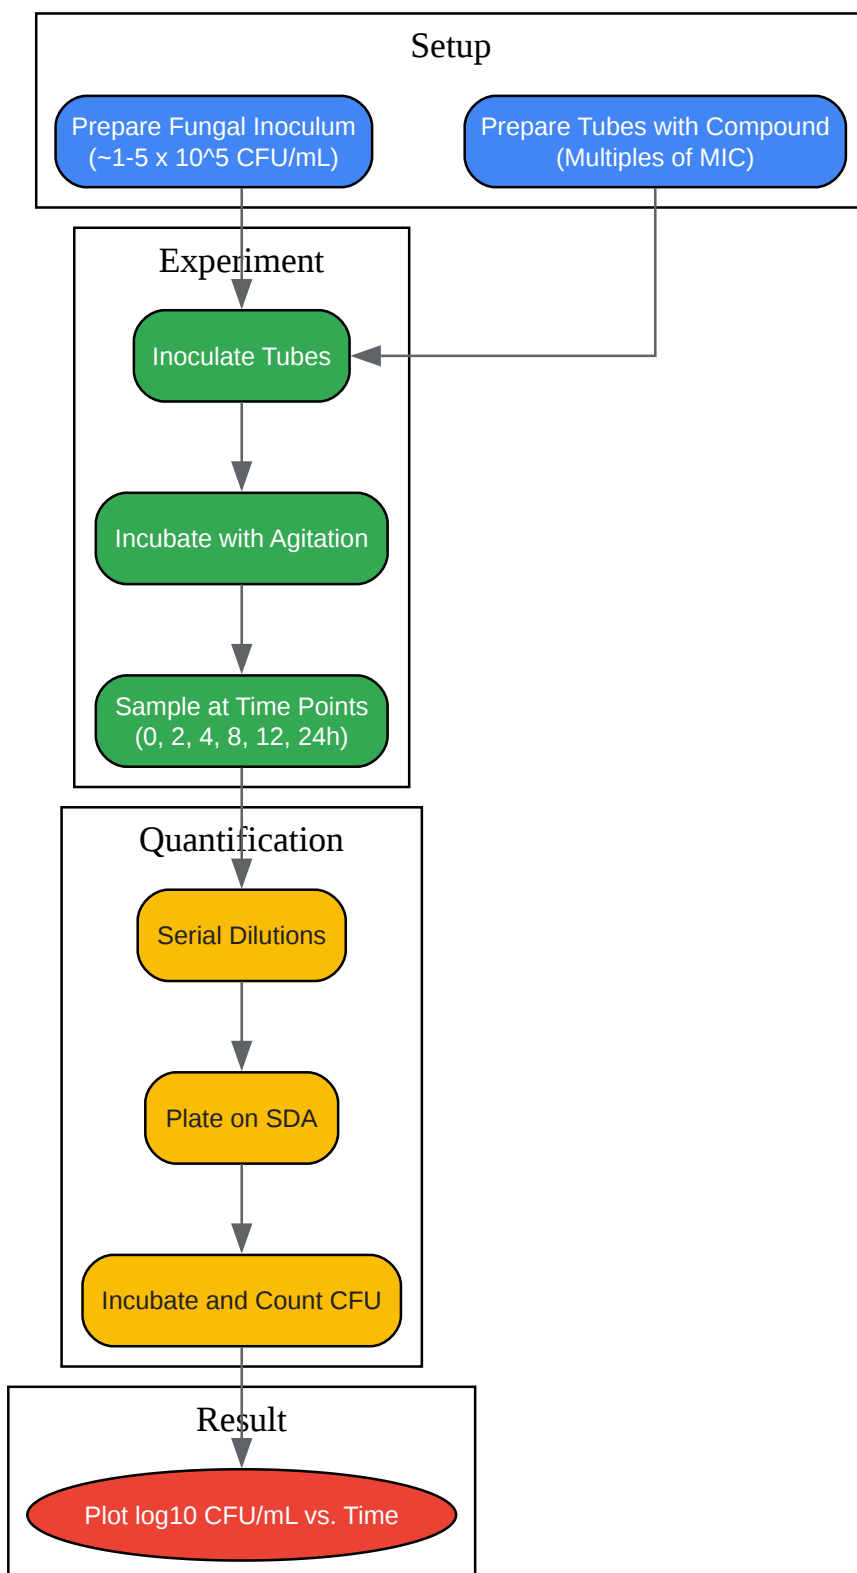 Setup
Prepare Fungal Inoculum
(~1-5 x 10^5 CFU/mL)
Prepare Tubes with Compound
(Multiples of MIC)
Experiment
Inoculate Tubes
Incubate with Agitation
Sample at Time Points
(0, 2, 4, 8, 12, 24h)
Quantification
Serial Dilutions
Plate on SDA
Incubate and Count CFU
Result
Plot log10 CFU/mL vs. Time